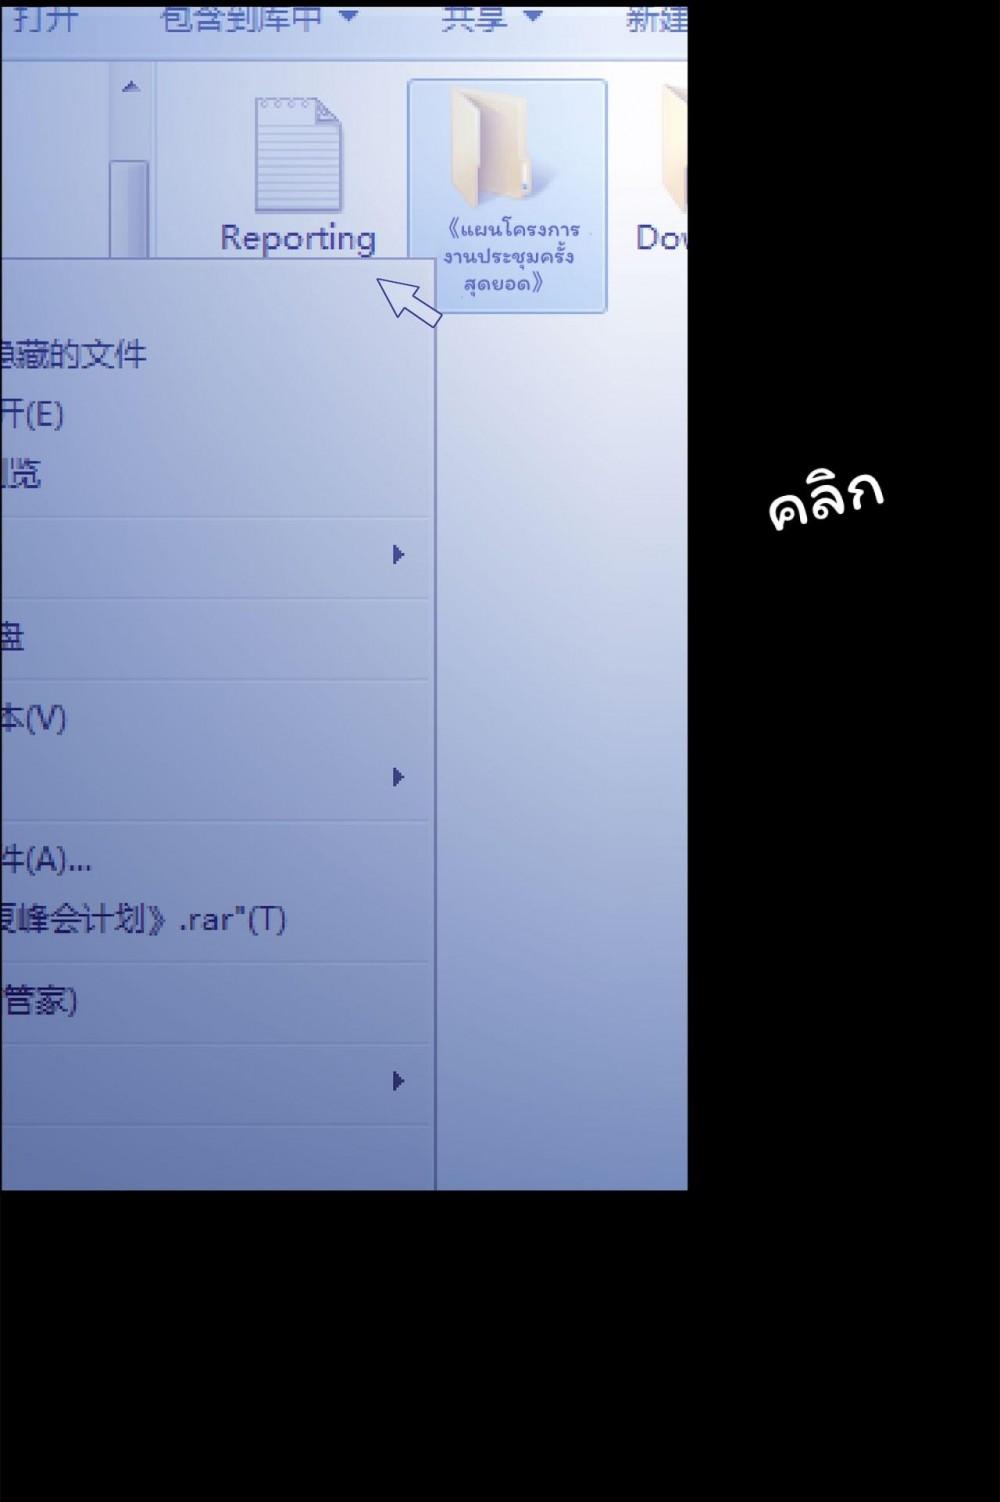 打开 包含到库中 共享 新建
Reporting
《แผนโครงการ
งานประชุมครั้ง
สุดยอด》
隐藏的文件
开(E)
浏览
คลิก
盘
本(V)
件(A)...
复峰会计划》.rar"(T)
管家)